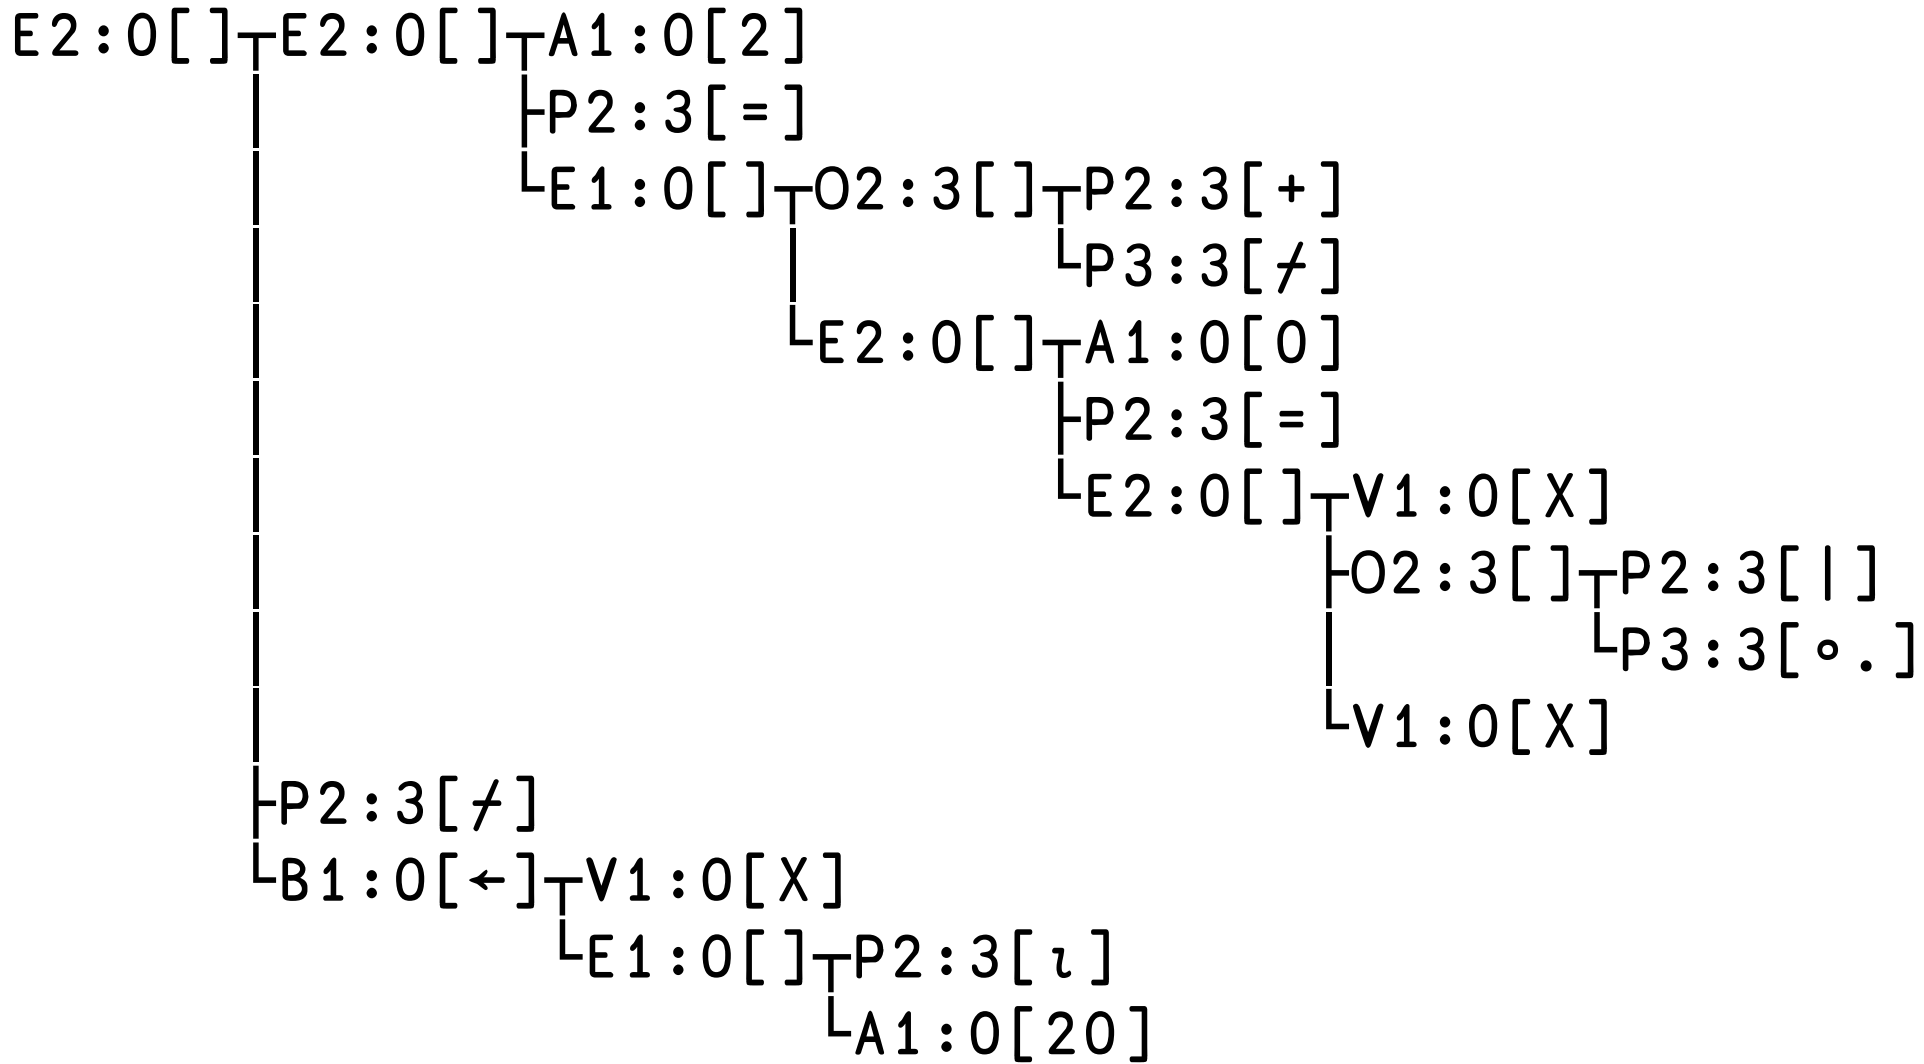 E2:0[]┬E2:0[]┬A1:0[2]
├P2:3[=]
└E1:0[]┬O2:3[]┬P2:3[+]
└P3:3[⌿]
└E2:0[]┬A1:0[0]
├P2:3[=]
└E2:0[]┬V1:0[X]
├O2:3[]┬P2:3[|]
└P3:3[∘.]
└V1:0[X]
├P2:3[⌿]
└B1:0[←]┬V1:0[X]
└E1:0[]┬P2:3[⍳]
└A1:0[20]